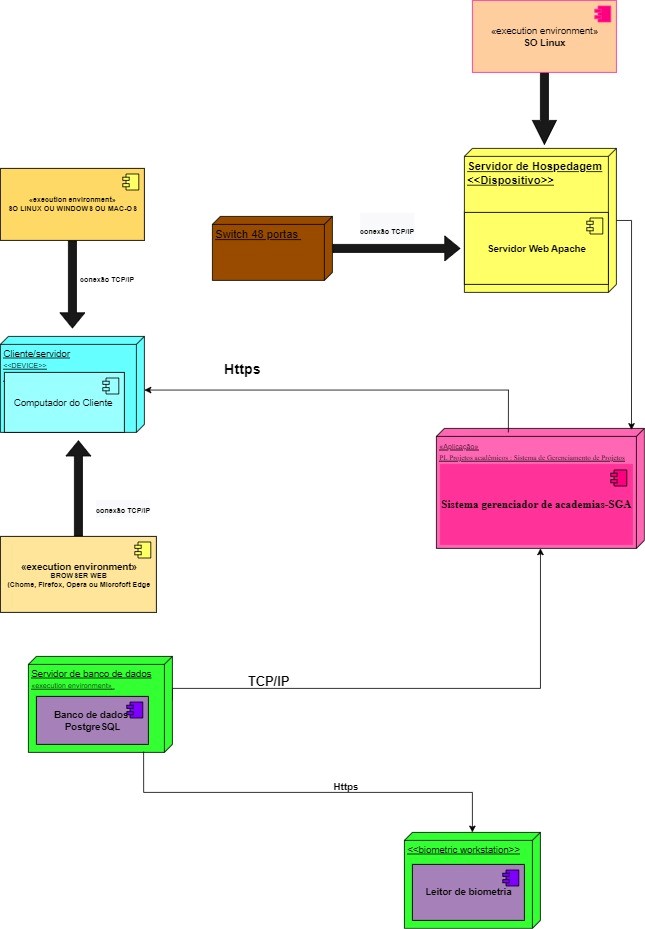 «execution environment»
SO Linux
Servidor de Hospedagem
<<Dispositivo>>
Servidor Web Apache
«execution environment»
SO LINUX OU WINDOWS OU MAC-OS
Switch 48 portas
conexão TCP/IP
conexão TCP/IP
Cliente/servidor
<<DEVICE>>
Computador do Cliente
Https
«Aplicação»
PL Projetos acadêmicos : Sistema de Gerenciamento de Projetos
Sistema gerenciador de academias-SGA
conexão TCP/IP
«execution environment»
BROWSER WEB
(Chome, Firefox, Opera ou Microfoft Edge
Servidor de banco de dados
«execution environment»
Banco de dados
PostgreSQL
TCP/IP
Https
<<biometric workstation>>
Leitor de biometria